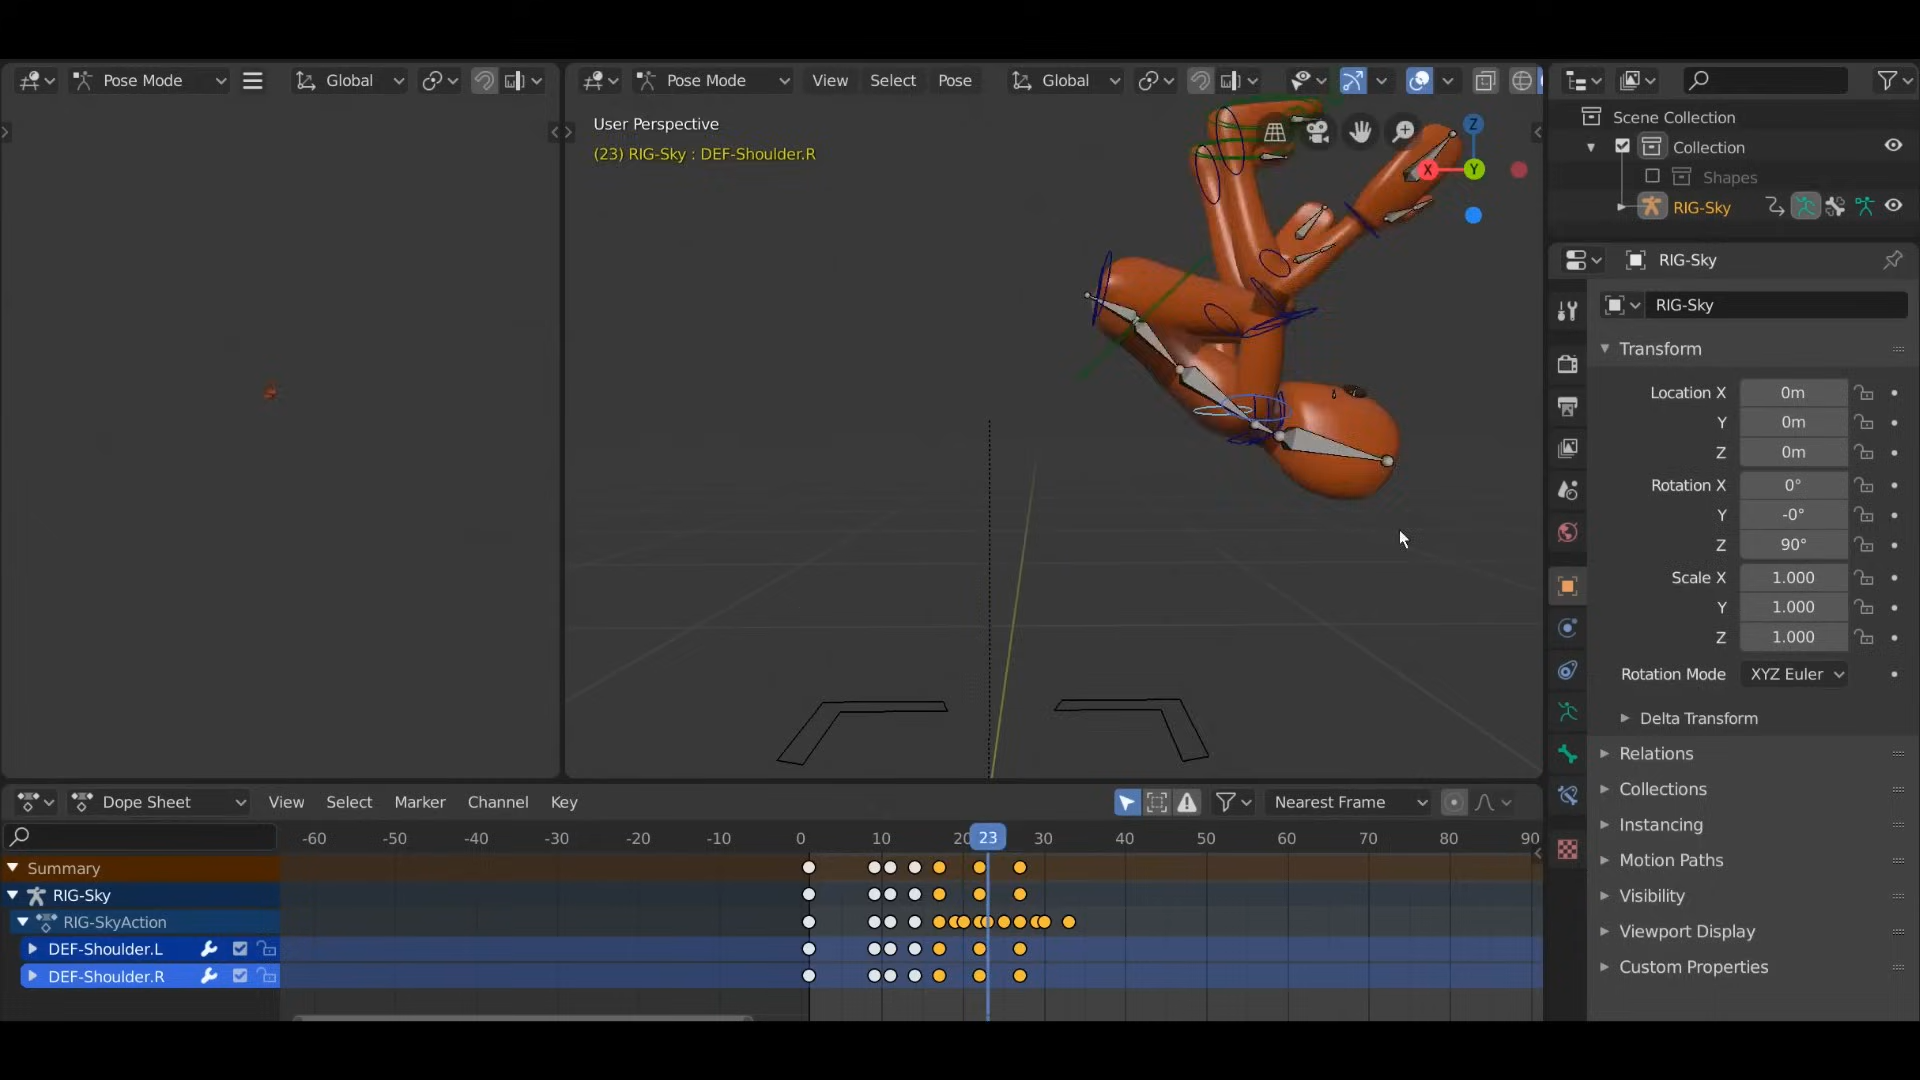 Pose Mode Global
Pose Mode View Select Pose Global
User Perspective
(23) RIG-Sky : DEF-Shoulder.R
Z
X Y
Scene Collection
Collection
Shapes
RIG-Sky
RIG-Sky
RIG-Sky
Transform
Location X 0m
Y 0m
Z 0m
Rotation X 0°
Y -0°
Z 90°
Scale X 1.000
Y 1.000
Z 1.000
Rotation Mode XYZ Euler
Delta Transform
Relations
Collections
Instancing
Motion Paths
Visibility
Viewport Display
Custom Properties
Dope Sheet View Select Marker Channel Key Nearest Frame
-60 -50 -40 -30 -20 -10 0 10 20 23 30 40 50 60 70 80 90
Summary
RIG-Sky
RIG-SkyAction
DEF-Shoulder.L
DEF-Shoulder.R